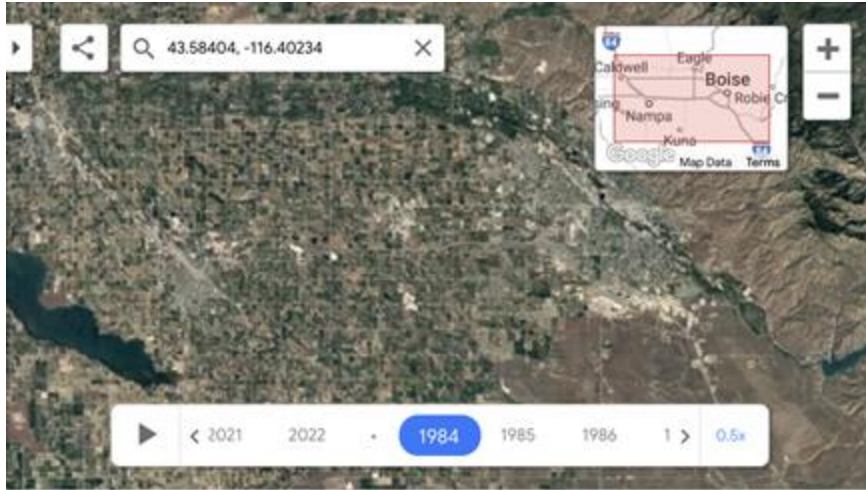 43.58404, -116.40234
84
Eagle
Caldwell
Boise
Robie Cr
sing
Nampa
Kuna
84
Google
Map Data
Terms
2021
2022
1984
1985
1986
1
0.5x